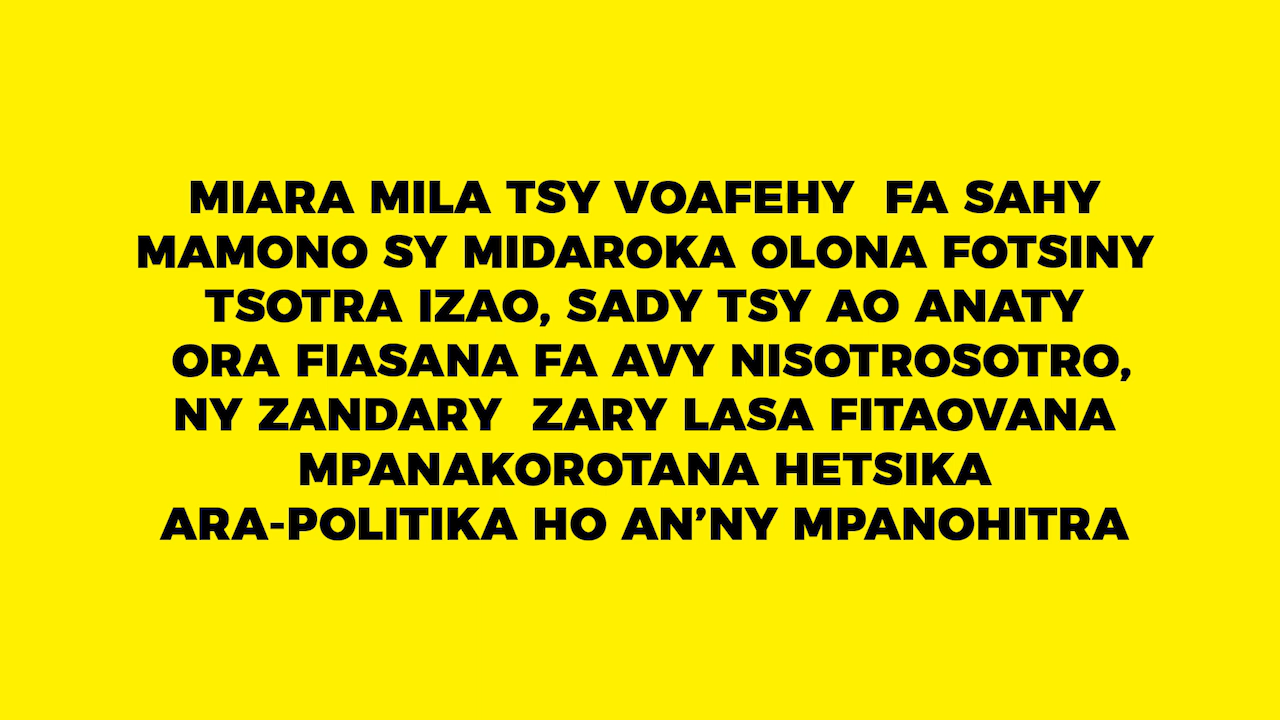 MIARA MILA TSY VOAFEHY  FA SAHY
MAMONO SY MIDAROKA OLONA FOTSINY
TSOTRA IZAO, SADY TSY AO ANATY
ORA FIASANA FA AVY NISOTROSOTRO,
NY ZANDARY  ZARY LASA FITAOVANA
MPANAKOROTANA HETSIKA
ARA-POLITIKA HO AN’NY MPANOHITRA